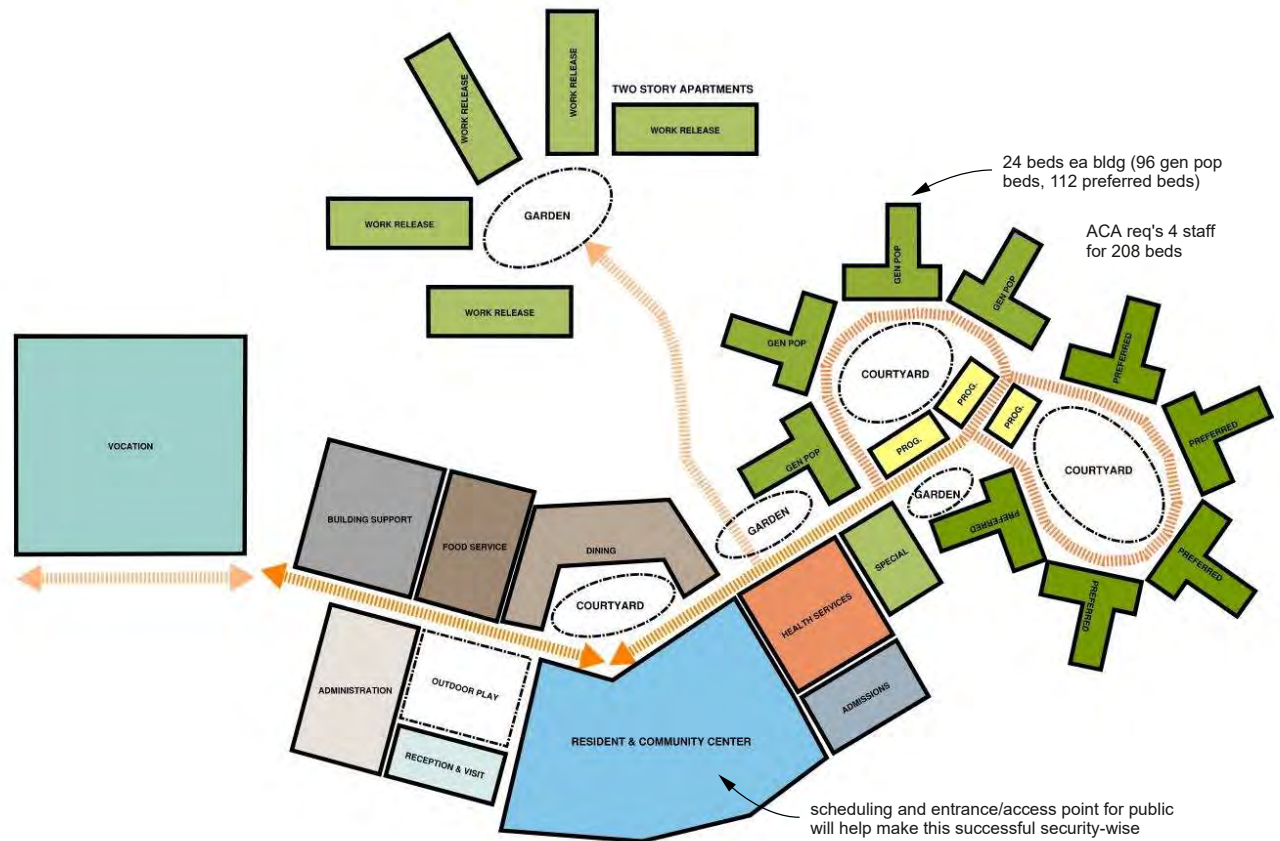 WORK RELEASE
WORK RELEASE
TWO STORY APARTMENTS
WORK RELEASE
WORK RELEASE
GARDEN
WORK RELEASE
24 beds ea bldg (96 gen pop
beds, 112 preferred beds)
ACA req's 4 staff
for 208 beds
GEN POP
GEN POP
GEN POP
GEN POP
COURTYARD
PROG.
PROG.
PROG.
PREFERRED
PREFERRED
COURTYARD
PREFERRED
PREFERRED
PREFERRED
GARDEN
GARDEN
VOCATION
BUILDING SUPPORT
FOOD SERVICE
DINING
COURTYARD
SPECIAL
HEALTH SERVICES
ADMISSIONS
ADMINISTRATION
OUTDOOR PLAY
RECEPTION & VISIT
RESIDENT & COMMUNITY CENTER
scheduling and entrance/access point for public
will help make this successful security-wise